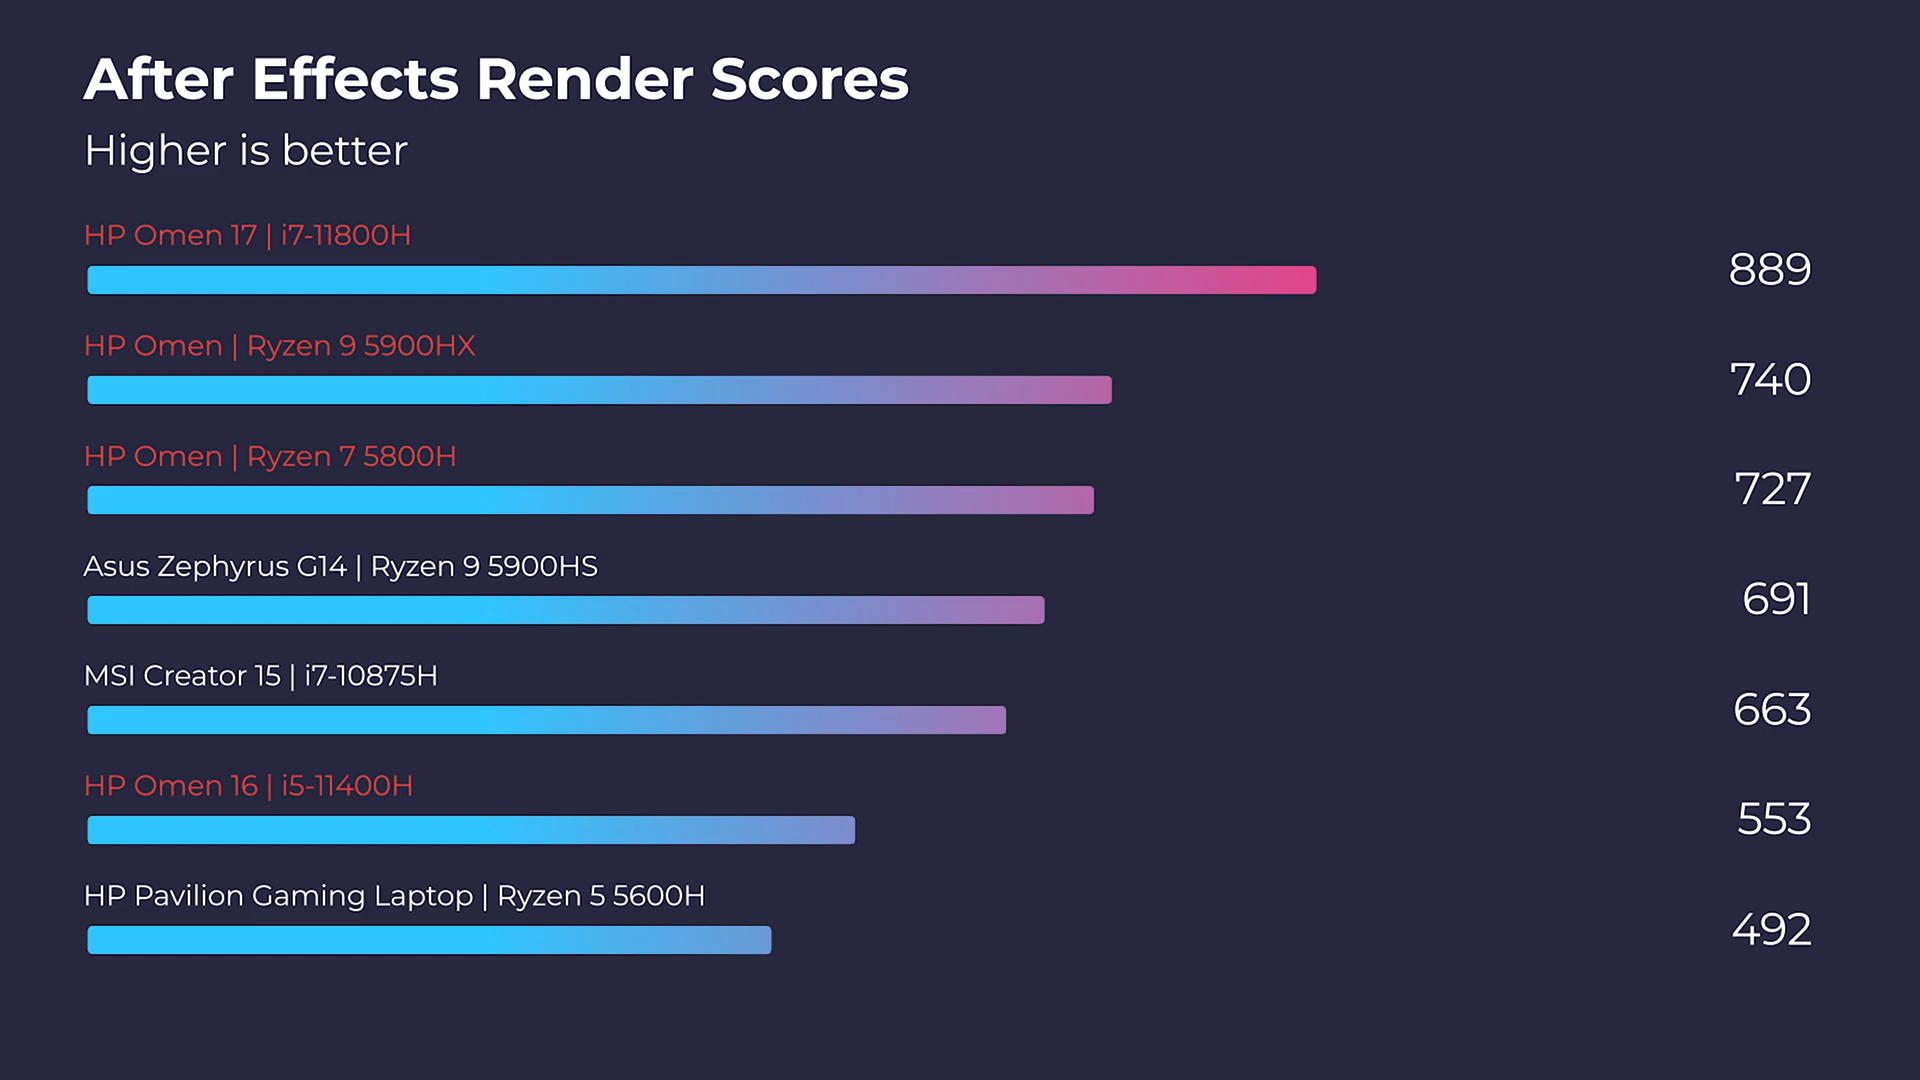 After Effects Render Scores
Higher is better
HP Omen 17 | i7-11800H
889
HP Omen | Ryzen 9 5900HX
740
HP Omen | Ryzen 7 5800H
727
Asus Zephyrus G14 | Ryzen 9 5900HS
691
MSI Creator 15 | i7-10875H
663
HP Omen 16 | i5-11400H
553
HP Pavilion Gaming Laptop | Ryzen 5 5600H
492